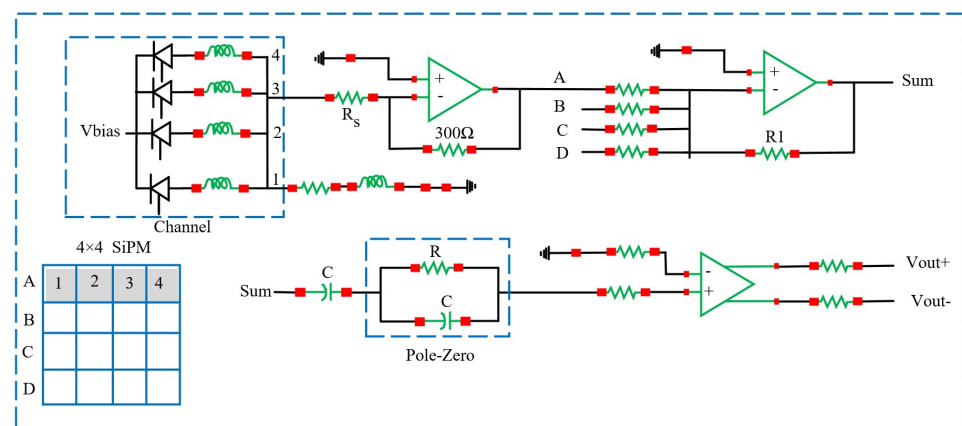 4
3
Vbias
2
1
Channel
R_s
+
-
300Ω
A
B
C
D
+
-
R1
Sum
4×4 SiPM
A 1 2 3 4
B
C
D
Sum
C
R
C
Pole-Zero
-
+
Vout+
Vout-